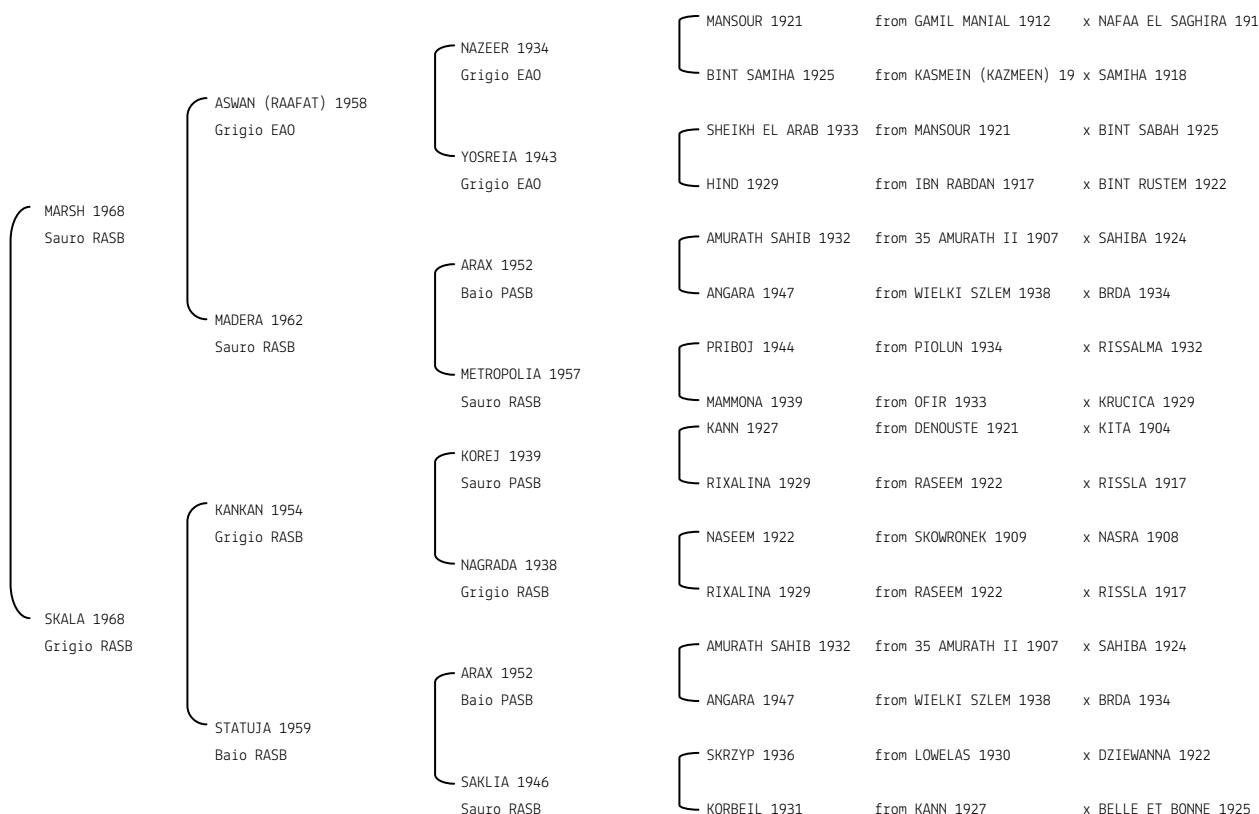 MANSOUR 1921 from GAMIL MANIAL 1912 x NAFAA EL SAGHIRA 191
NAZEER 1934
Grigio EAO
BINT SAMIHA 1925 from KASMEIN (KAZMEEN) 19 x SAMIHA 1918
ASWAN (RAAFAT) 1958
Grigio EAO
SHEIKH EL ARAB 1933 from MANSOUR 1921 x BINT SABAH 1925
YOSREIA 1943
Grigio EAO
HIND 1929 from IBN RABDAN 1917 x BINT RUSTEM 1922
MARSH 1968
Sauro RASB
AMURATH SAHIB 1932 from 35 AMURATH II 1907 x SAHIBA 1924
ARAX 1952
Baio PASB
ANGARA 1947 from WIELKI SZLEM 1938 x BRDA 1934
MADERA 1962
Sauro RASB
PRIBOJ 1944 from PIOLUN 1934 x RISSALMA 1932
METROPOLIA 1957
Sauro RASB
MAMMONA 1939 from OFIR 1933 x KRUCICA 1929
KANN 1927 from DENOUSTE 1921 x KITA 1904
KOREJ 1939
Sauro PASB
RIXALINA 1929 from RASEEM 1922 x RISSLA 1917
KANKAN 1954
Grigio RASB
NASEEM 1922 from SKOWRONEK 1909 x NASRA 1908
NAGRADA 1938
Grigio RASB
RIXALINA 1929 from RASEEM 1922 x RISSLA 1917
SKALA 1968
Grigio RASB
AMURATH SAHIB 1932 from 35 AMURATH II 1907 x SAHIBA 1924
ARAX 1952
Baio PASB
ANGARA 1947 from WIELKI SZLEM 1938 x BRDA 1934
STATUJA 1959
Baio RASB
SKRZYP 1936 from LOWELAS 1930 x DZIEWANNA 1922
SAKLIA 1946
Sauro RASB
KORBEIL 1931 from KANN 1927 x BELLE ET BONNE 1925